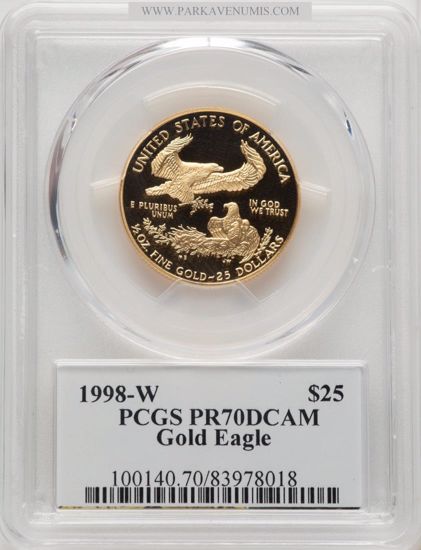 WWW.PARKAVENUMIS.COM
UNITED STATES OF AMERICA
E PLURIBUS UNUM
IN GOD WE TRUST
½ OZ. FINE GOLD~25 DOLLARS
1998-W $25
PCGS PR70DCAM
Gold Eagle
100140.70/83978018